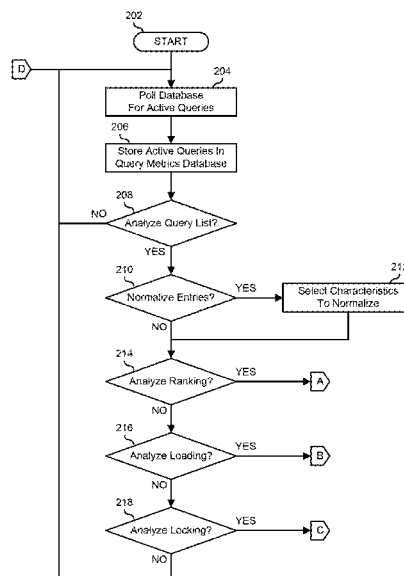 202
START
D
204
Poll Database
For Active Queries
206
Store Active Queries In
Query Metrics Database
208
NO
Analyze Query List?
YES
210
212
Normalize Entries?
YES
Select Characteristics
To Normalize
NO
214
Analyze Ranking?
YES
A
NO
216
Analyze Loading?
YES
B
NO
218
Analyze Locking?
YES
C
NO